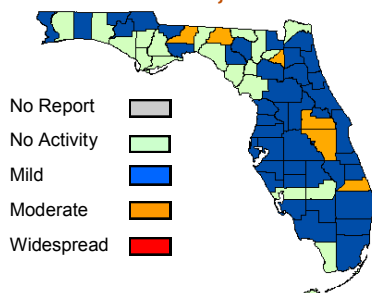 No Report
No Activity
Mild
Moderate
Widespread